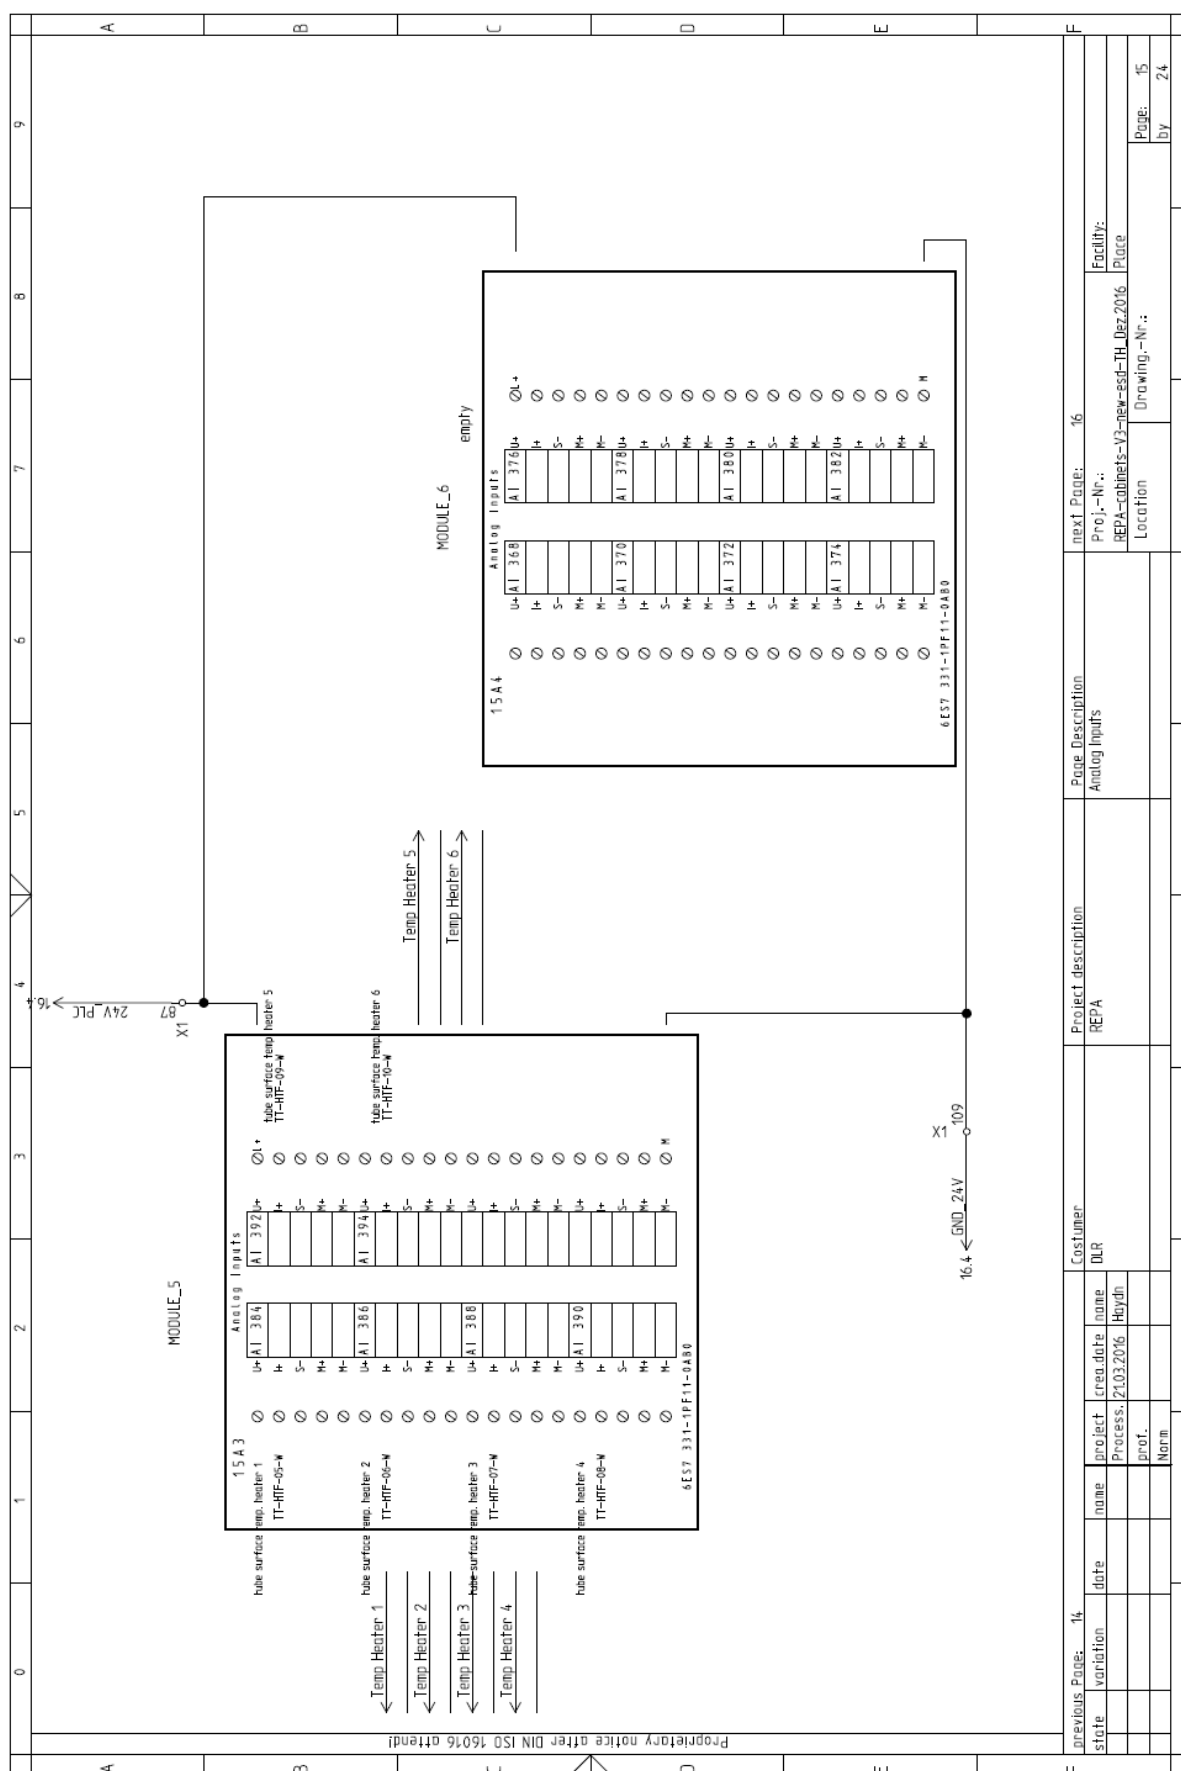 0 1 2 3 4 5 6 7 8 9
A
B
C
D
E
F
A
B
C
D
E
F
Proprietary notice after DIN ISO 16016 attend!
16.4
24V_PLC
87
X1
MODULE_5
15A3
Analog Inputs
6ES7 331-1PF11-0AB0
tube surface temp. heater 1
TT-HTF-05-W
tube surface temp. heater 2
TT-HTF-06-W
tube surface temp. heater 3
TT-HTF-07-W
tube surface temp. heater 4
TT-HTF-08-W
U+ AI 384
I+
S-
M+
M-
U+ AI 386
I+
S-
M+
M-
U+ AI 388
I+
S-
M+
M-
U+ AI 390
I+
S-
M+
M-
AI 392 U+ L+
I+
S-
M+
M-
AI 394 U+
I+
S-
M+
M-
U+
I+
S-
M+
M-
U+
I+
S-
M+
M- M
tube surface temp. heater 5
TT-HTF-09-W
tube surface temp. heater 6
TT-HTF-10-W
Temp Heater 1
Temp Heater 2
Temp Heater 3
Temp Heater 4
Temp Heater 5
Temp Heater 6
MODULE_6
empty
15A4
Analog Inputs
6ES7 331-1PF11-0AB0
U+ AI 368
I+
S-
M+
M-
U+ AI 370
I+
S-
M+
M-
U+ AI 372
I+
S-
M+
M-
U+ AI 374
I+
S-
M+
M-
AI 376 U+ L+
I+
S-
M+
M-
AI 378 U+
I+
S-
M+
M-
AI 380 U+
I+
S-
M+
M-
AI 382 U+
I+
S-
M+
M- M
16.4
GND_24V
X1
109
previous Page: 14
state variation date name
project crea.date name
Process. 21.03.2016 Haydn
prof.
Norm
Costumer
DLR
Project description
REPA
Page Description
Analog Inputs
next Page: 16
Proj.-Nr.:
REPA-cabinets-V3-new-esd-TH_Dez.2016
Facility:
Place
Location
Drawing.-Nr.:
Page: 15
by 24